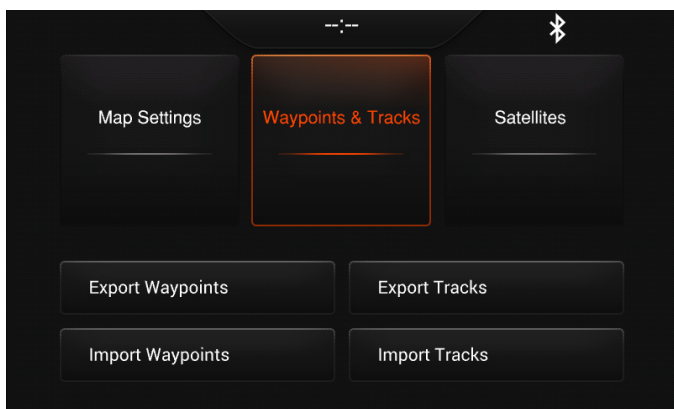 --:--
Map Settings
Waypoints & Tracks
Satellites
Export Waypoints
Export Tracks
Import Waypoints
Import Tracks